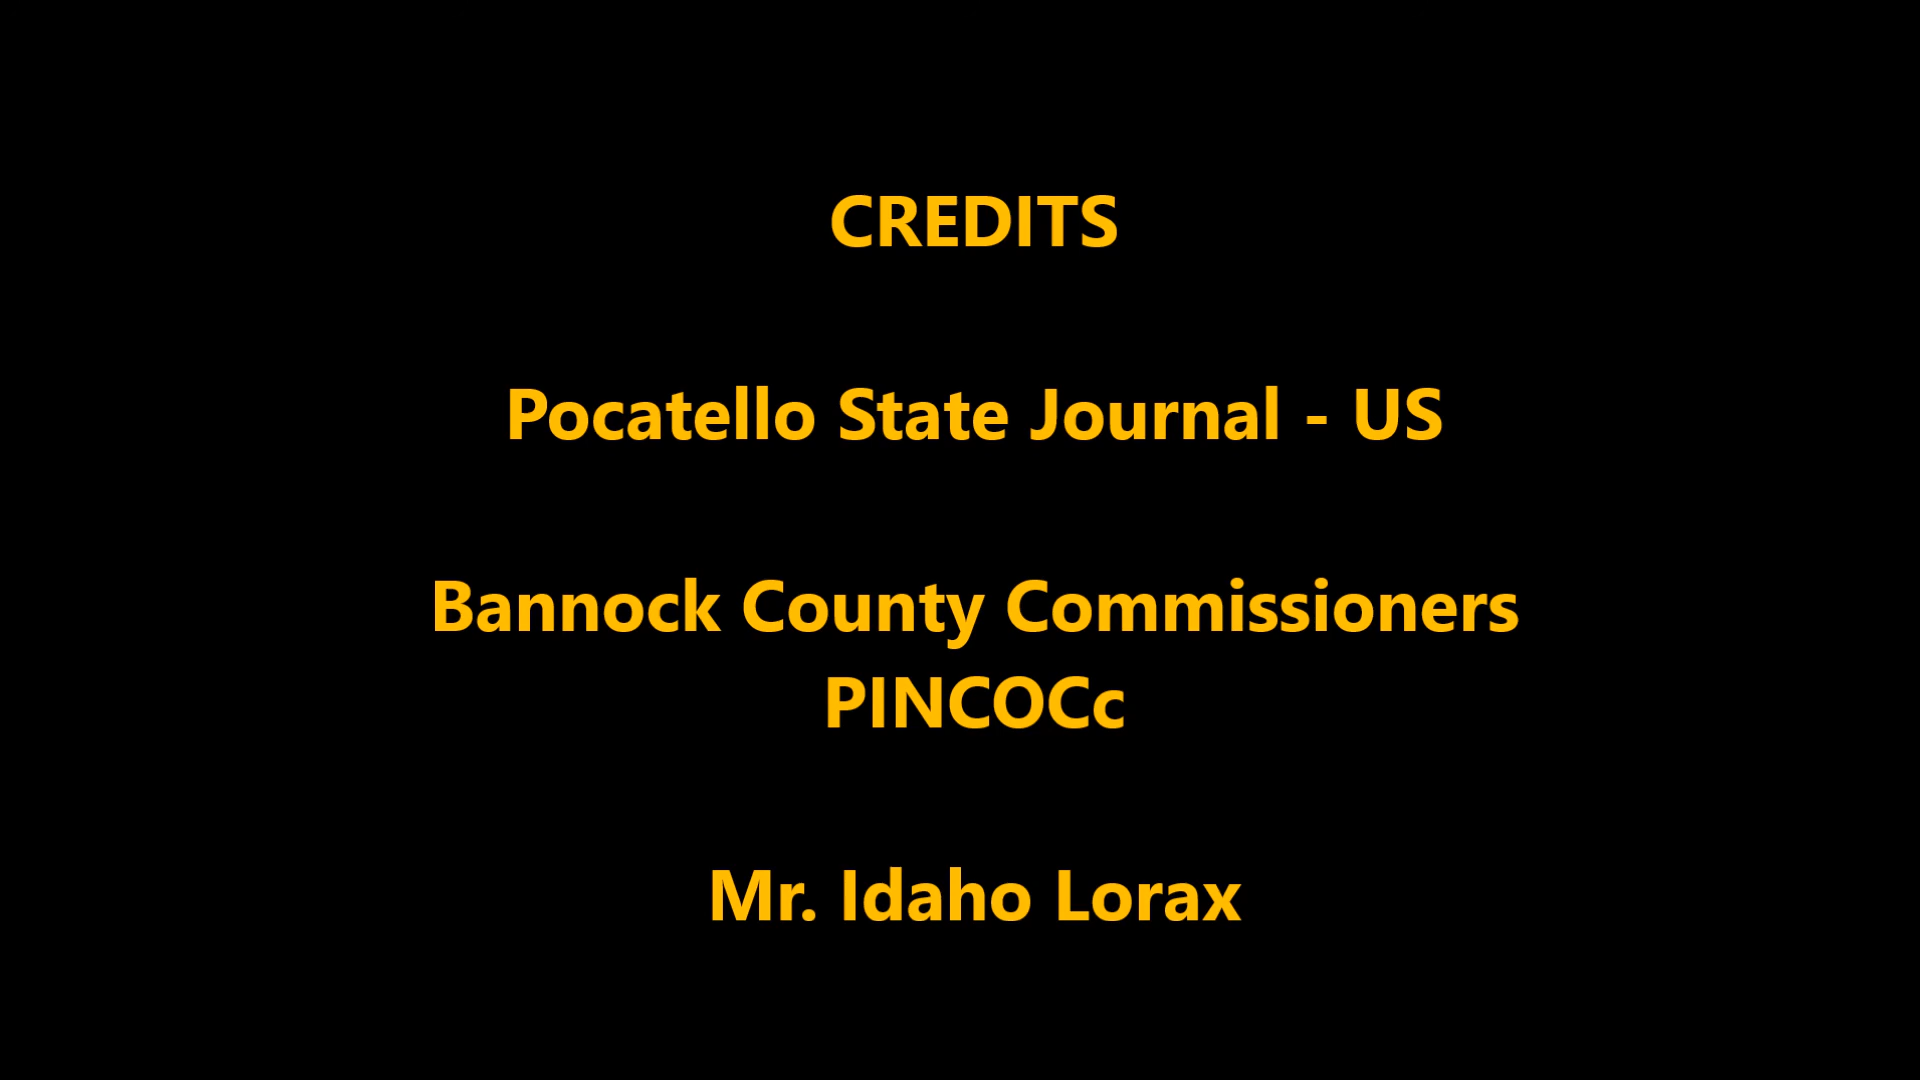 CREDITS
Pocatello State Journal - US
Bannock County Commissioners
PINCOCc
Mr. Idaho Lorax